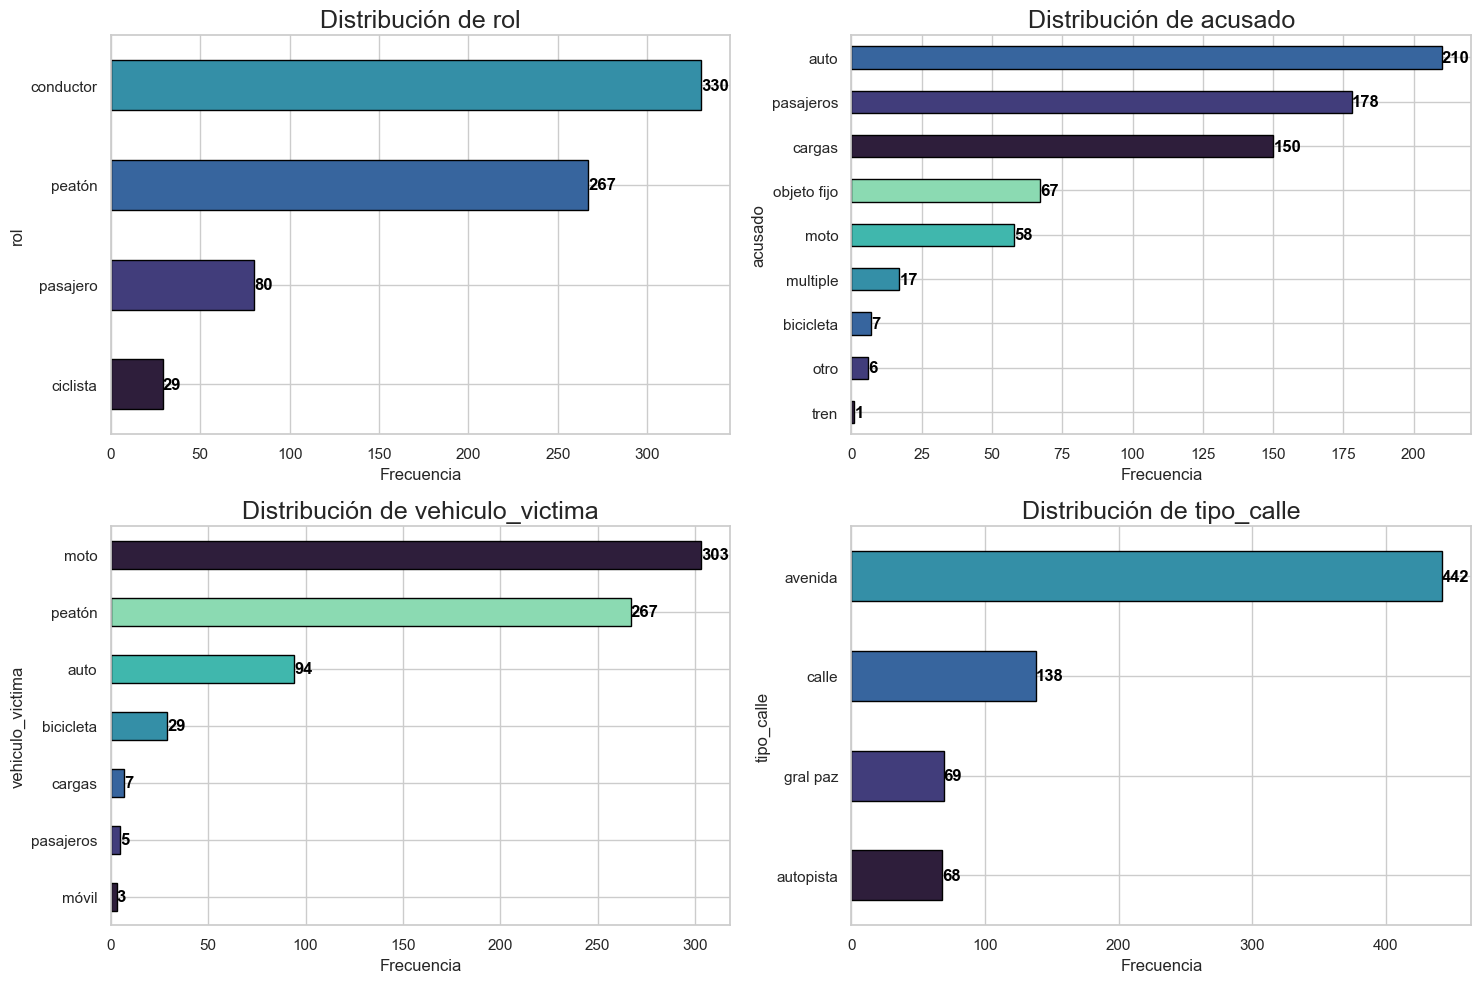 Distribución de rol
conductor
330
peatón
267
pasajero
80
ciclista
29
rol
0 50 100 150 200 250 300
Frecuencia
Distribución de acusado
auto
210
pasajeros
178
cargas
150
objeto fijo
67
moto
58
multiple
17
bicicleta
7
otro
6
tren
1
acusado
0 25 50 75 100 125 150 175 200
Frecuencia
Distribución de vehiculo_victima
moto
303
peatón
267
auto
94
bicicleta
29
cargas
7
pasajeros
5
móvil
3
vehiculo_victima
0 50 100 150 200 250 300
Frecuencia
Distribución de tipo_calle
avenida
442
calle
138
gral paz
69
autopista
68
tipo_calle
0 100 200 300 400
Frecuencia